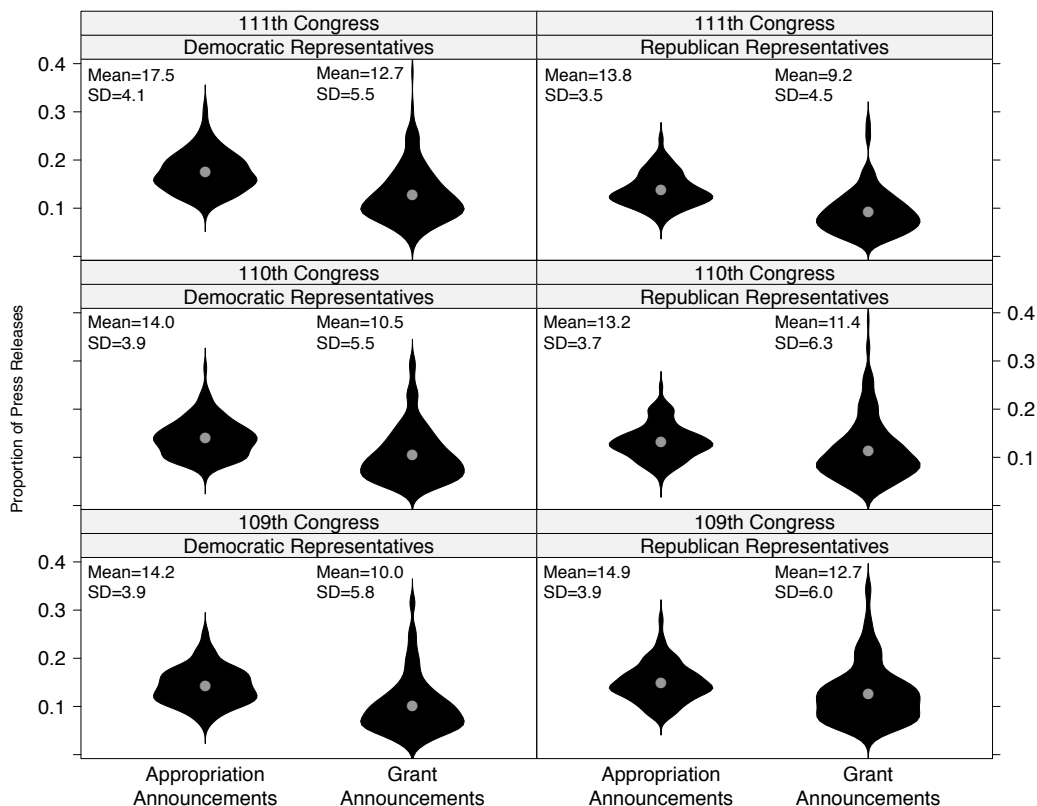 111th Congress
111th Congress
Democratic Representatives
Republican Representatives
0.4
0.3
0.2
0.1
Mean=17.5
SD=4.1
Mean=12.7
SD=5.5
Mean=13.8
SD=3.5
Mean=9.2
SD=4.5
110th Congress
110th Congress
Democratic Representatives
Republican Representatives
Mean=14.0
SD=3.9
Mean=10.5
SD=5.5
Mean=13.2
SD=3.7
Mean=11.4
SD=6.3
0.4
0.3
0.2
0.1
Proportion of Press Releases
109th Congress
109th Congress
Democratic Representatives
Republican Representatives
0.4
0.3
0.2
0.1
Mean=14.2
SD=3.9
Mean=10.0
SD=5.8
Mean=14.9
SD=3.9
Mean=12.7
SD=6.0
Appropriation
Announcements
Grant
Announcements
Appropriation
Announcements
Grant
Announcements